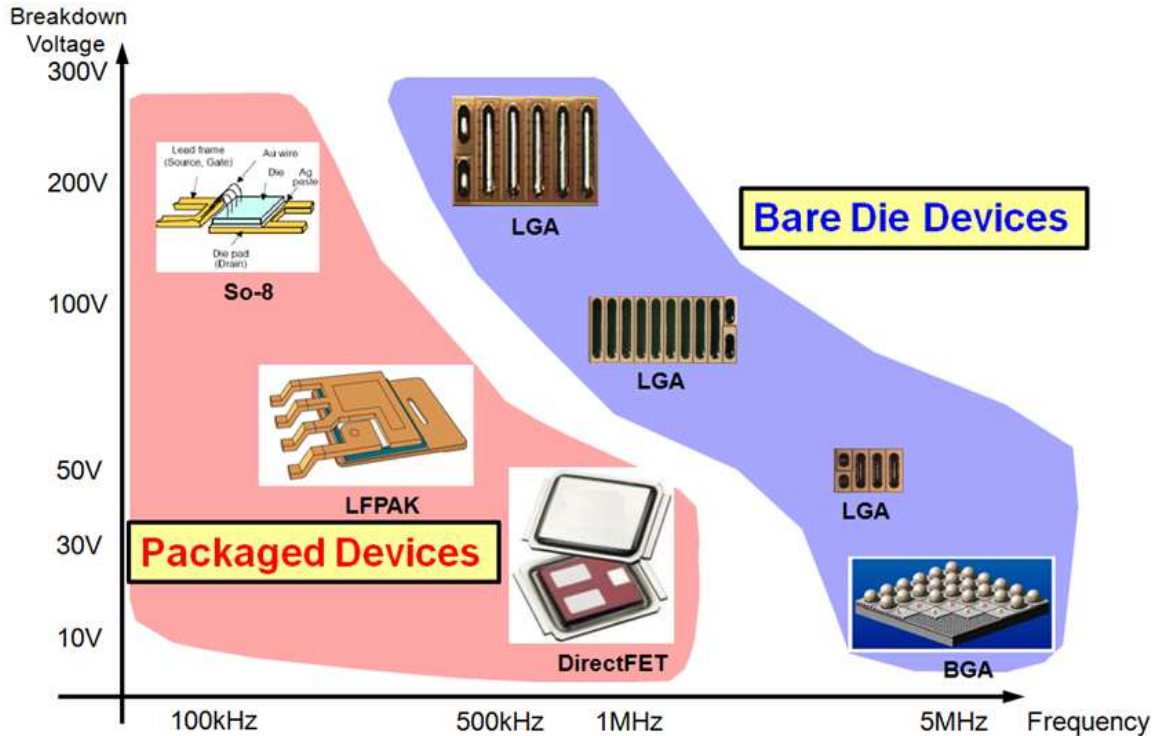 Breakdown
Voltage
300V
200V
100V
50V
30V
10V
Lead frame
(Source, Gate)
Au wire
Die
Ag
paste
Die pad
(Drain)
So-8
LGA
Bare Die Devices
LGA
LFPAK
LGA
Packaged Devices
DirectFET
BGA
100kHz
500kHz
1MHz
5MHz
Frequency